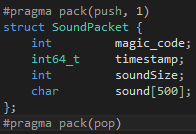 #pragma pack(push, 1)
struct SoundPacket {
    int        magic_code;
    int64_t    timestamp;
    int        soundSize;
    char       sound[500];
};
#pragma pack(pop)